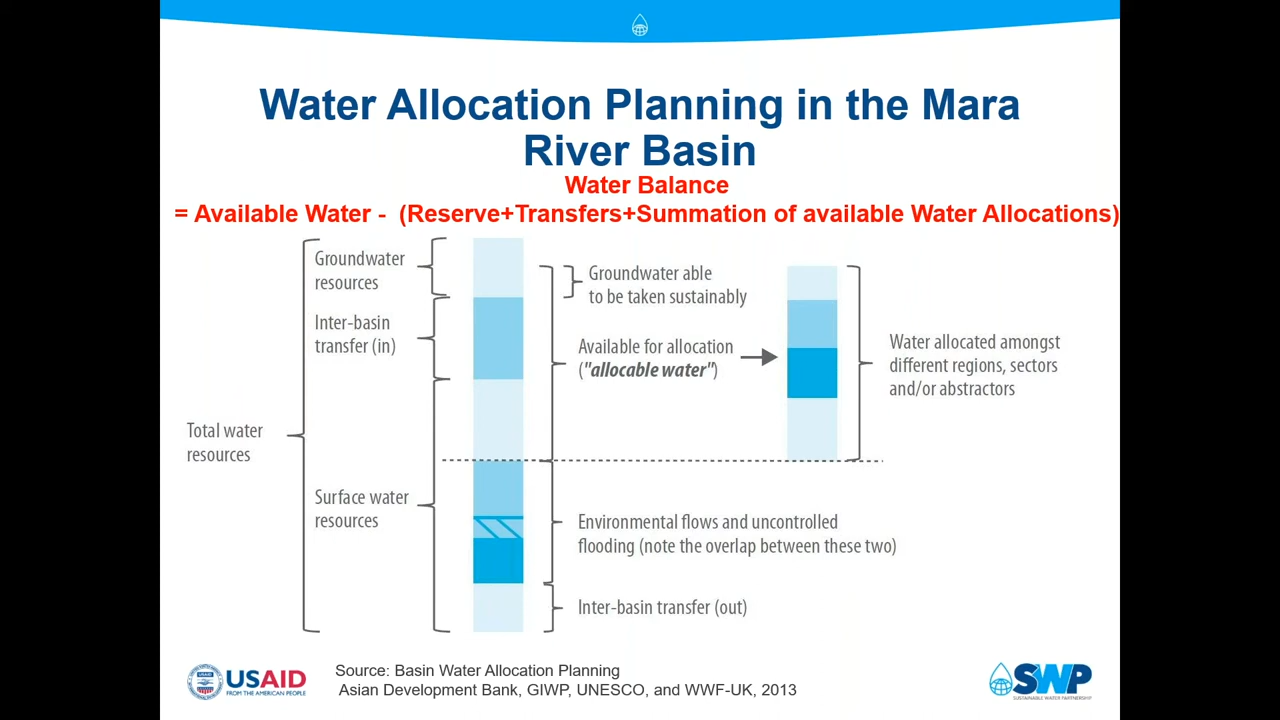 Water Allocation Planning in the Mara
River Basin
Water Balance
= Available Water - (Reserve+Transfers+Summation of available Water Allocations)
Groundwater
resources
Inter-basin
transfer (in)
Total water
resources
Surface water
resources
Groundwater able
to be taken sustainably
Available for allocation
("allocable water")
Water allocated amongst
different regions, sectors
and/or abstractors
Environmental flows and uncontrolled
flooding (note the overlap between these two)
Inter-basin transfer (out)
USAID
FROM THE AMERICAN PEOPLE
Source: Basin Water Allocation Planning
Asian Development Bank, GIWP, UNESCO, and WWF-UK, 2013
SWP
SUSTAINABLE WATER PARTNERSHIP